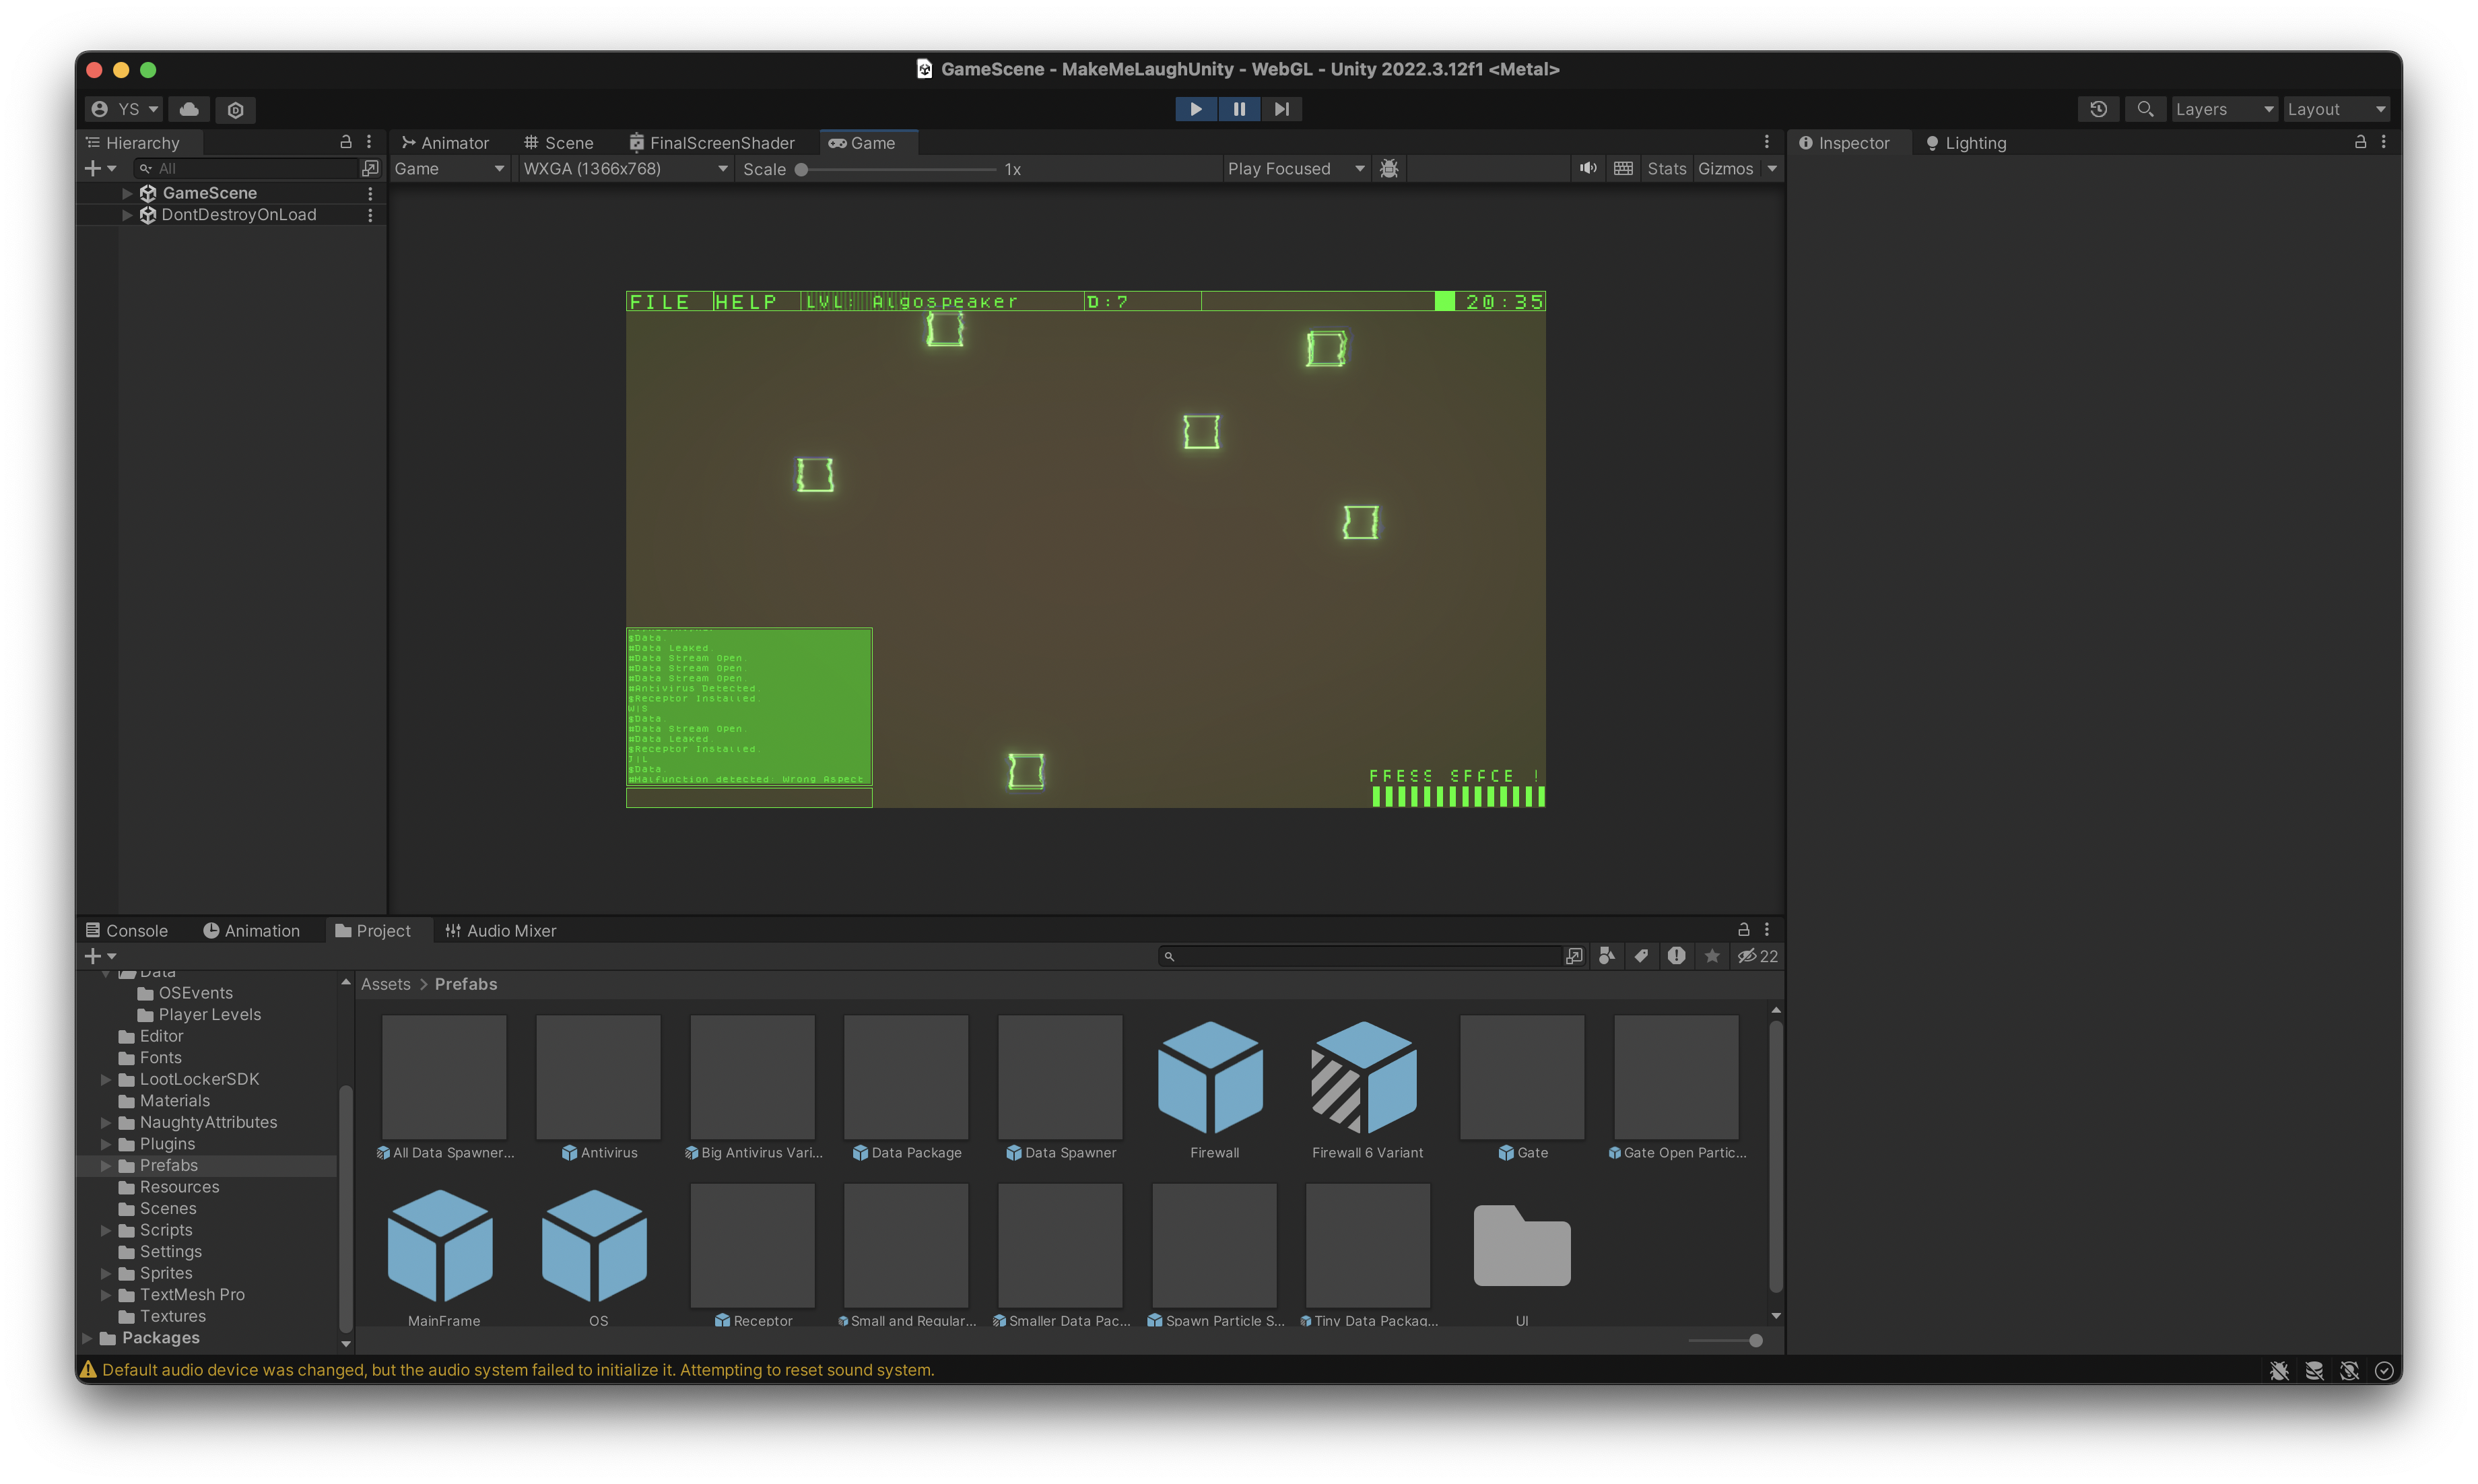 GameScene - MakeMeLaughUnity - WebGL - Unity 2022.3.12f1 <Metal>
YS
Layers
Layout
Hierarchy
Animator
Scene
FinalScreenShader
Game
Inspector
Lighting
All
Game
WXGA (1366x768)
Scale
1x
Play Focused
Stats
Gizmos
GameScene
DontDestroyOnLoad
FILE
HELP
LVL: Algospeaker
D:7
20:35
$Data.
#Data Leaked.
#Data Stream Open.
#Data Stream Open.
#Data Stream Open.
#Antivirus Detected.
$Receptor Installed.
W|S
$Data.
#Data Stream Open.
#Data Leaked.
$Receptor Installed.
J|L
$Data.
#Malfunction detected: Wrong Aspect
PRESS SPACE !
Console
Animation
Project
Audio Mixer
22
Data
OSEvents
Player Levels
Editor
Fonts
LootLockerSDK
Materials
NaughtyAttributes
Plugins
Prefabs
Resources
Scenes
Scripts
Settings
Sprites
TextMesh Pro
Textures
Packages
Assets > Prefabs
All Data Spawner...
Antivirus
Big Antivirus Vari...
Data Package
Data Spawner
Firewall
Firewall 6 Variant
Gate
Gate Open Partic...
MainFrame
OS
Receptor
Small and Regular...
Smaller Data Pac...
Spawn Particle S...
Tiny Data Packag...
UI
Default audio device was changed, but the audio system failed to initialize it. Attempting to reset sound system.